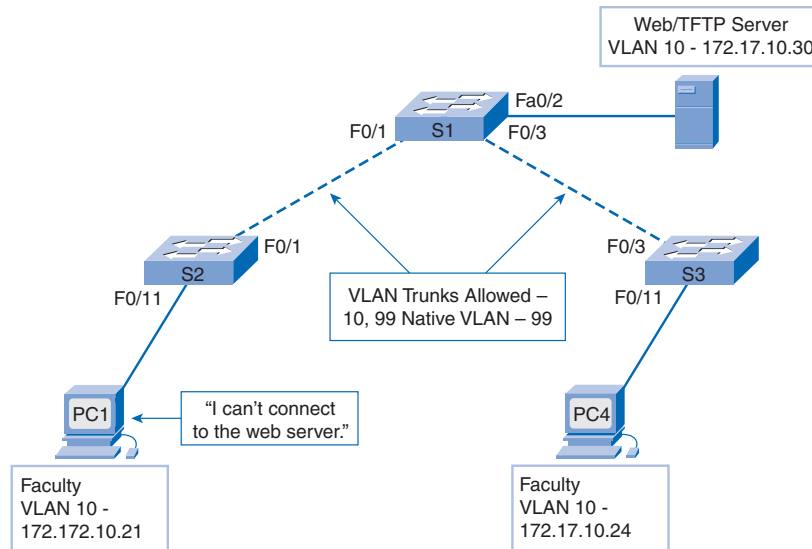 Web/TFTP Server
VLAN 10 - 172.17.10.30
Fa0/2
F0/1
S1
F0/3
F0/1
S2
F0/11
F0/3
S3
F0/11
VLAN Trunks Allowed –
10, 99 Native VLAN – 99
PC1
“I can’t connect
to the web server.”
PC4
Faculty
VLAN 10 -
172.172.10.21
Faculty
VLAN 10 -
172.17.10.24